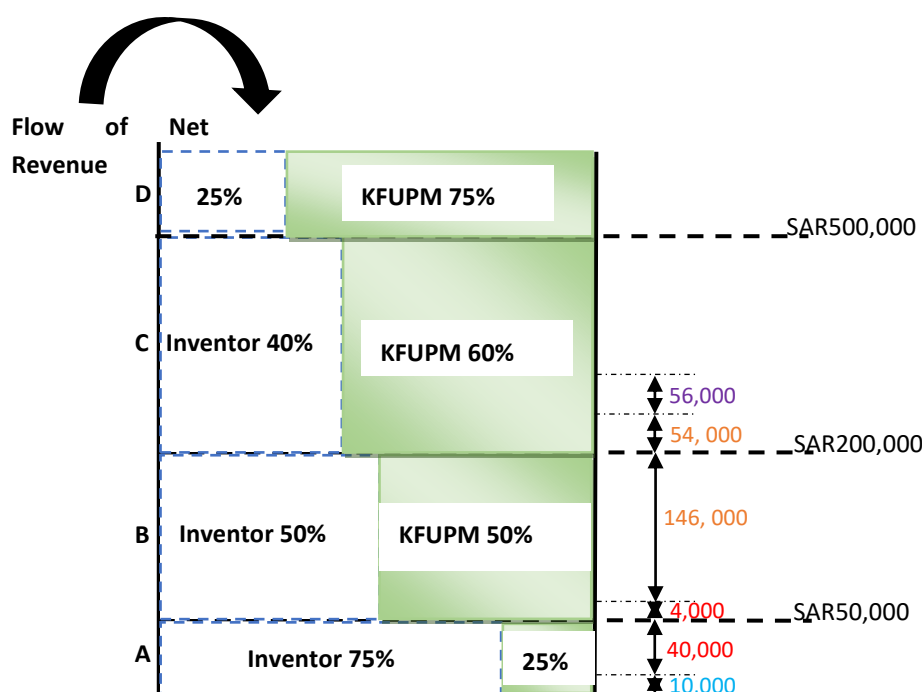 Flow of Net
Revenue
D
25%
KFUPM 75%
SAR500,000
C
Inventor 40%
KFUPM 60%
56,000
54, 000
SAR200,000
146, 000
B
Inventor 50%
KFUPM 50%
4,000
SAR50,000
40,000
A
Inventor 75%
25%
10,000